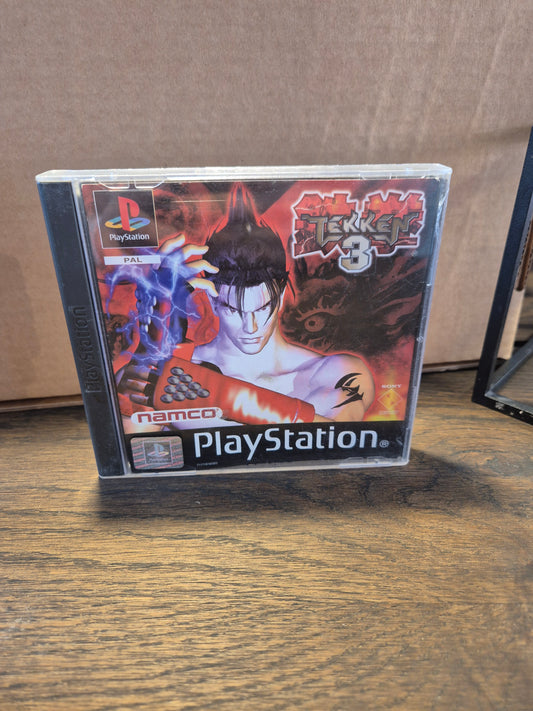 PlayStation
PAL
TEKKEN
3
PlayStation
SONY
namco
PlayStation®